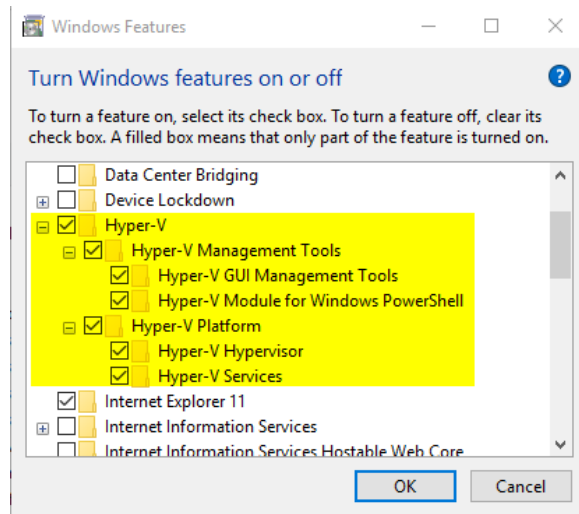 Windows Features
Turn Windows features on or off
To turn a feature on, select its check box. To turn a feature off, clear its
check box. A filled box means that only part of the feature is turned on.
Data Center Bridging
Device Lockdown
Hyper-V
Hyper-V Management Tools
Hyper-V GUI Management Tools
Hyper-V Module for Windows PowerShell
Hyper-V Platform
Hyper-V Hypervisor
Hyper-V Services
Internet Explorer 11
Internet Information Services
Internet Information Services Hostable Web Core
OK Cancel